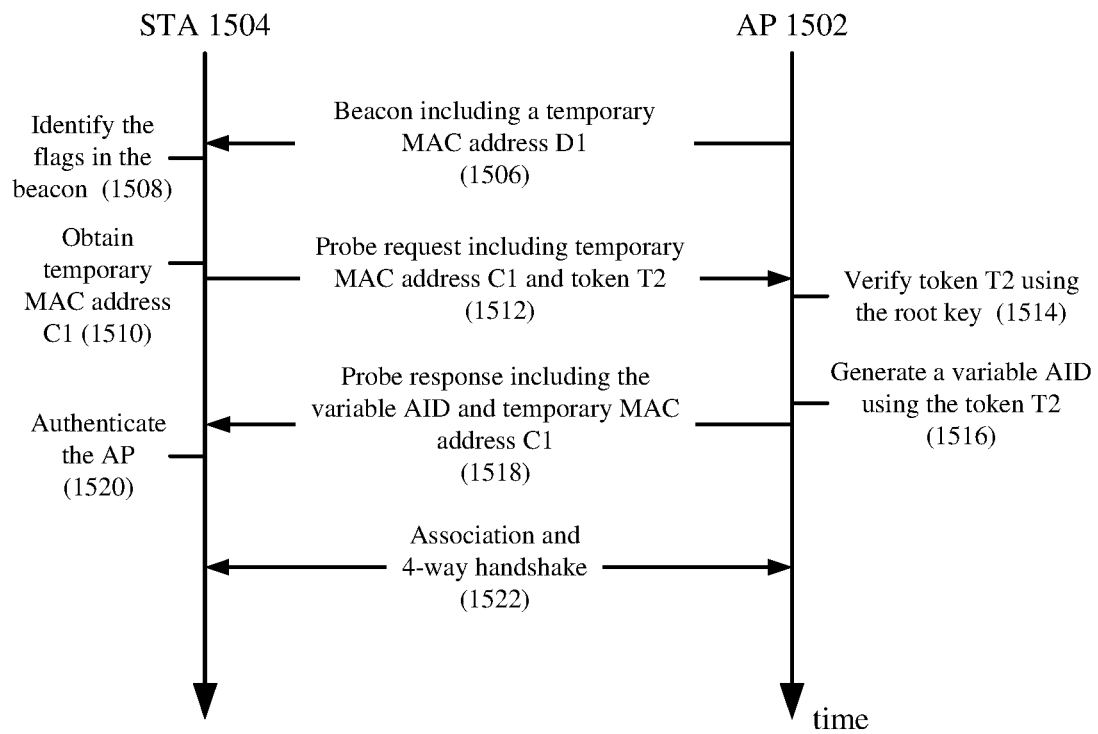 STA 1504
AP 1502
Beacon including a temporary
MAC address D1
(1506)
Identify the
flags in the
beacon (1508)
Obtain
temporary
MAC address
C1 (1510)
Probe request including temporary
MAC address C1 and token T2
(1512)
Verify token T2 using
the root key (1514)
Generate a variable AID
using the token T2
(1516)
Probe response including the
variable AID and temporary MAC
address C1
(1518)
Authenticate
the AP
(1520)
Association and
4-way handshake
(1522)
time